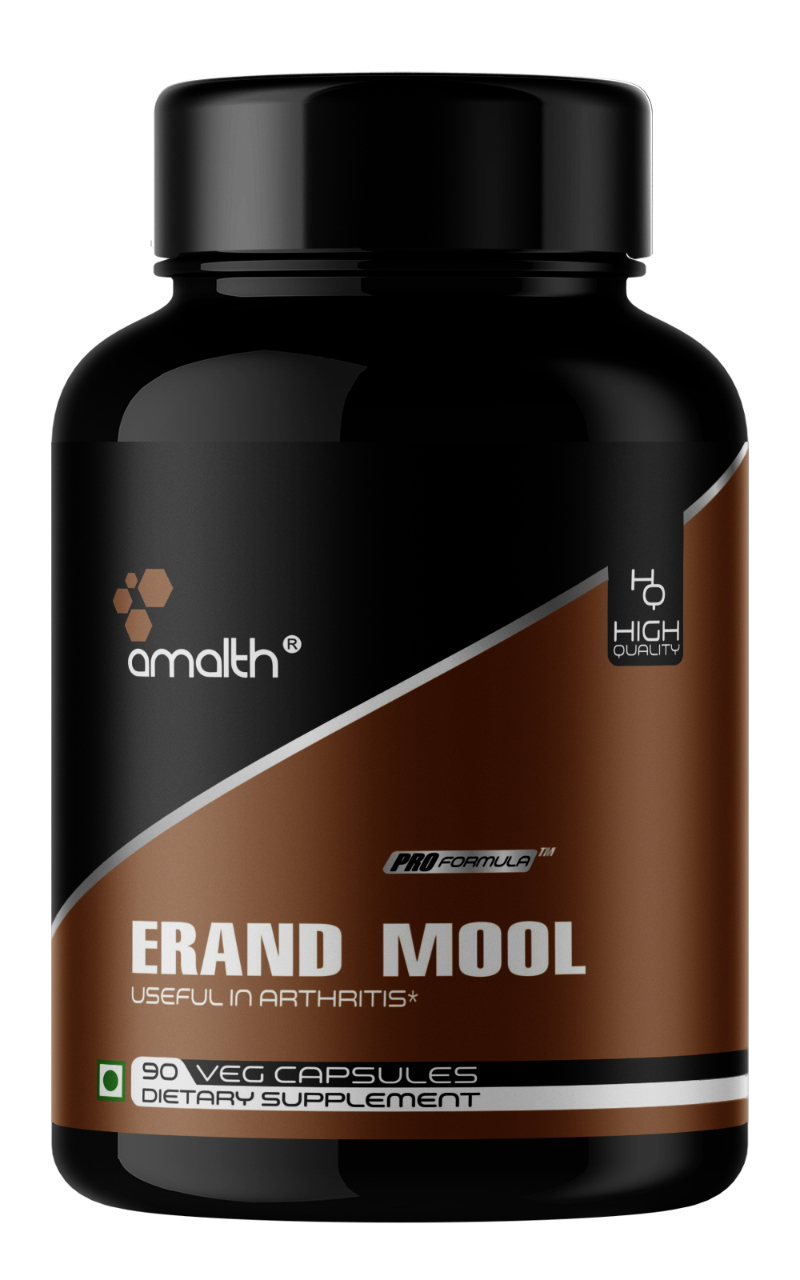 amalth®
HQ
HIGH
QUALITY
PRO FORMULA™
ERAND MOOL
USEFUL IN ARTHRITIS*
90 VEG CAPSULES
DIETARY SUPPLEMENT